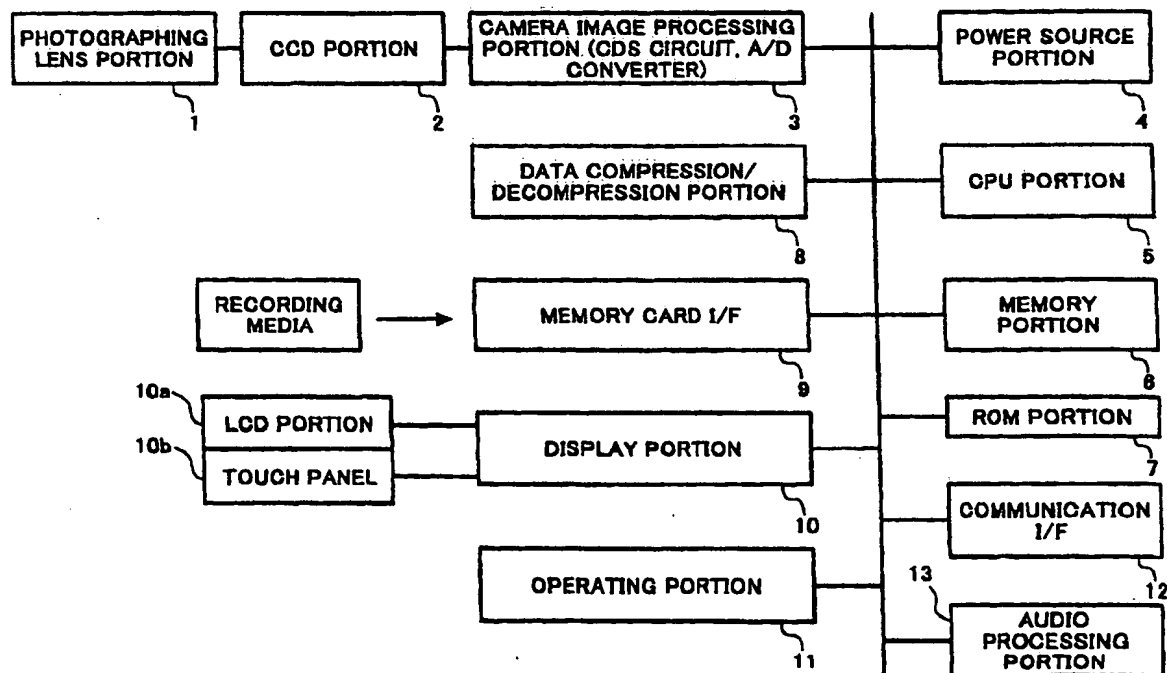 PHOTOGRAPHING
LENS PORTION
1
CCD PORTION
2
CAMERA IMAGE PROCESSING
PORTION (CDS CIRCUIT, A/D
CONVERTER)
3
POWER SOURCE
PORTION
4
DATA COMPRESSION/
DECOMPRESSION PORTION
8
CPU PORTION
5
RECORDING
MEDIA
MEMORY CARD I/F
9
MEMORY
PORTION
6
10a
LCD PORTION
10b
TOUCH PANEL
DISPLAY PORTION
10
ROM PORTION
7
COMMUNICATION
I/F
12
OPERATING PORTION
11
13
AUDIO
PROCESSING
PORTION